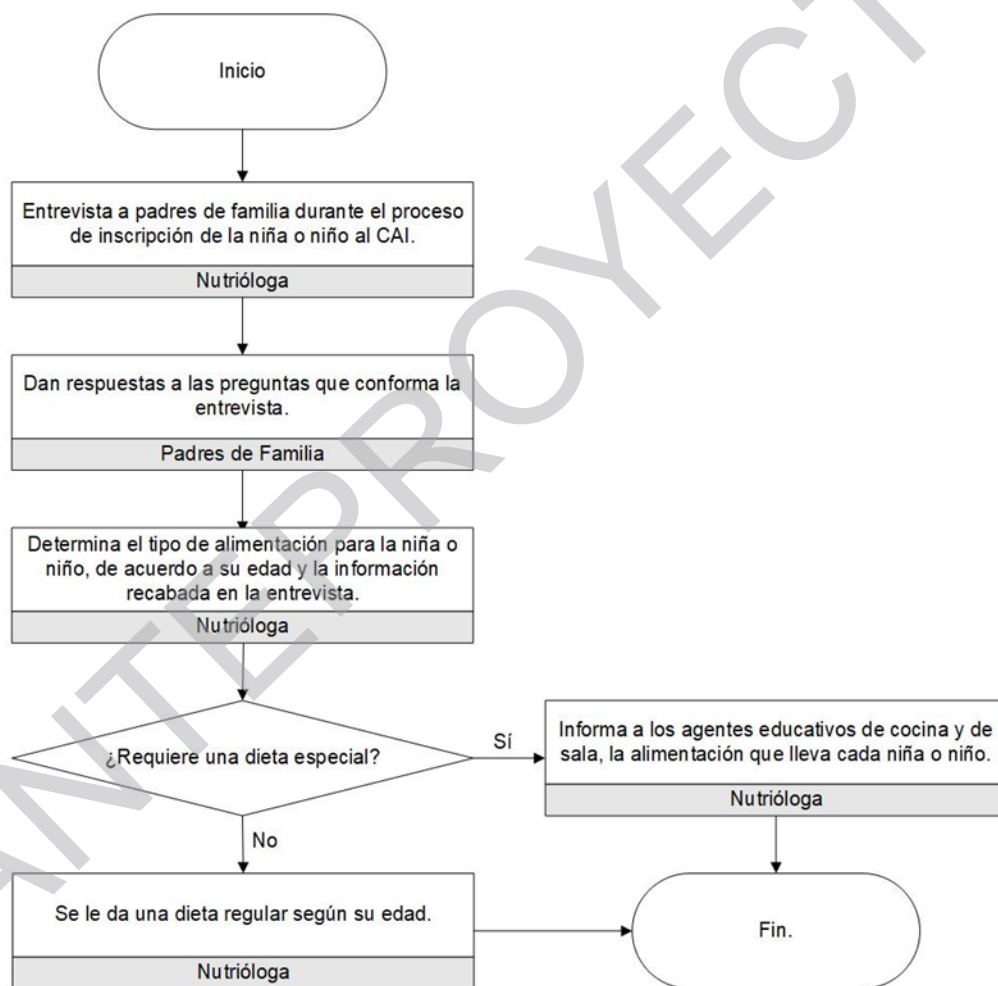 Inicio
Entrevista a padres de familia durante el proceso
de inscripción de la niña o niño al CAI.
Nutrióloga
Dan respuestas a las preguntas que conforma la
entrevista.
Padres de Familia
Determina el tipo de alimentación para la niña o
niño, de acuerdo a su edad y la información
recabada en la entrevista.
Nutrióloga
¿Requiere una dieta especial?
Sí
Informa a los agentes educativos de cocina y de
sala, la alimentación que lleva cada niña o niño.
Nutrióloga
No
Se le da una dieta regular según su edad.
Nutrióloga
Fin.
ANTEPROYECT